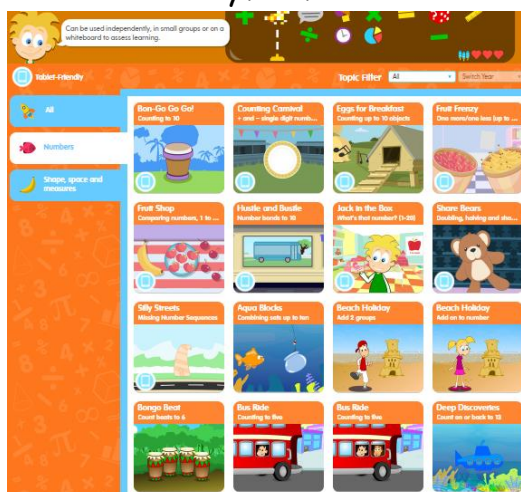 Can be used independently, in small groups or on a
whiteboard to assess learning.
Tablet-Friendly
Topic Filter
All
Switch Year
All
Numbers
Shape, space and
measures
Bon-Go Go Go!
Counting to 10
Counting Carnival
+ and - single digit numb...
Eggs for Breakfast
Counting up to 10 objects
Fruit Frenzy
One more/one less (up to ...
Fruit Shop
Comparing numbers, 1 to ...
Hustle and Bustle
Number bonds to 10
Jack in the Box
What's that number? (1-20)
Share Bears
Doubling, halving and sha...
Silly Streets
Missing Number Sequences
Aqua Blocks
Combining sets up to ten
Beach Holiday
Add 2 groups
Beach Holiday
Add on to number
Bongo Beat
Count beats to 6
Bus Ride
Counting to five
Bus Ride
Counting to five
Deep Discoveries
Count on or back to 10